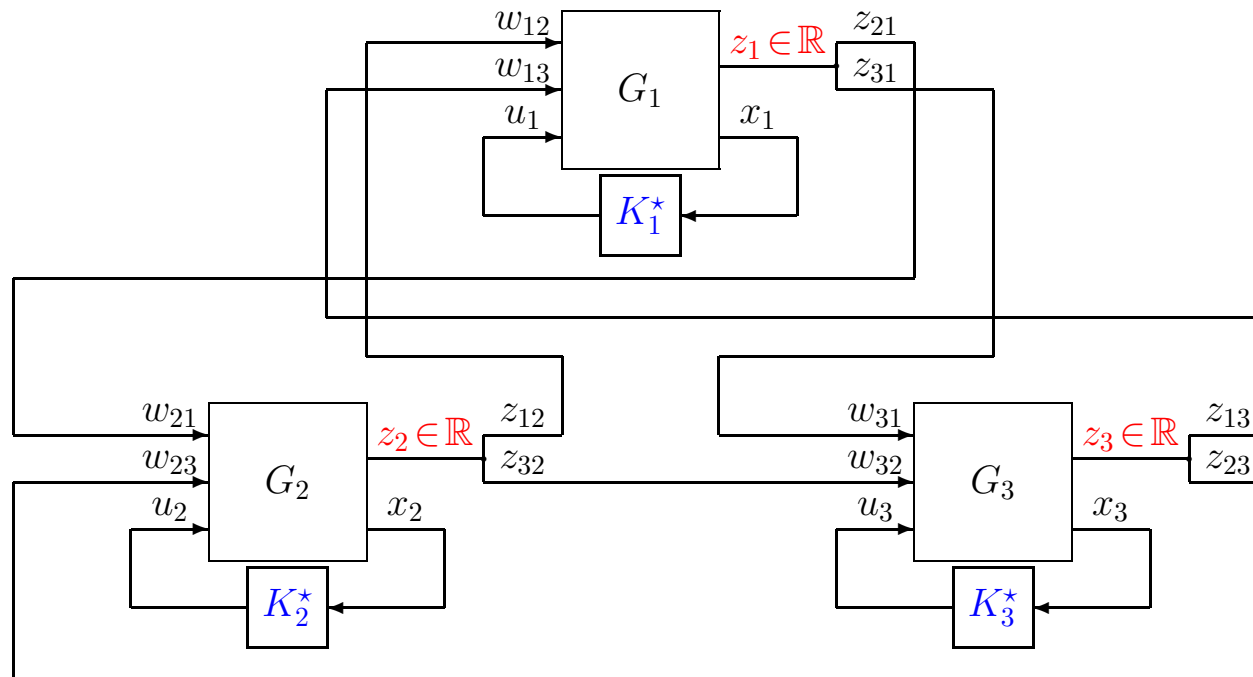 w₁₂
z₂₁
z₁ ∈ ℝ
w₁₃
z₃₁
G₁
u₁
x₁
K₁⋆
w₂₁
z₁₂
z₂ ∈ ℝ
w₂₃
z₃₂
G₂
u₂
x₂
K₂⋆
w₃₁
z₁₃
z₃ ∈ ℝ
w₃₂
z₂₃
G₃
u₃
x₃
K₃⋆